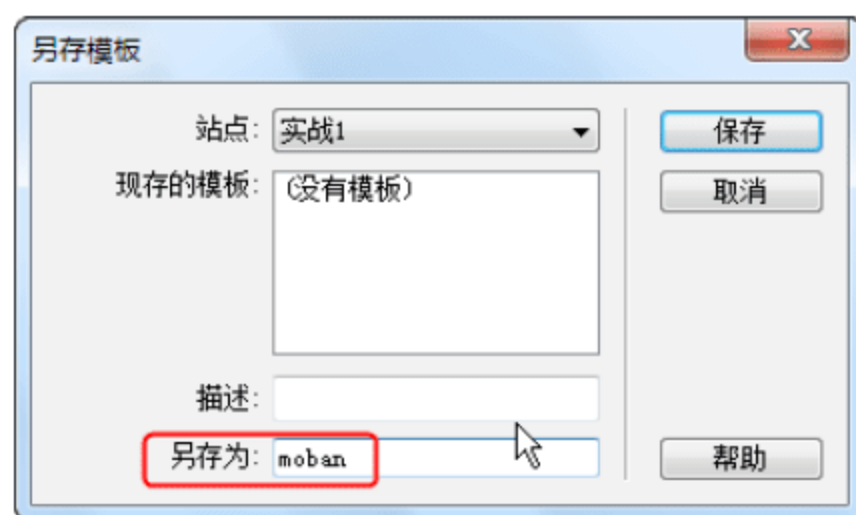 另存模板
站点: 实战1
保存
现存的模板: (没有模板)
取消
描述:
另存为: moban
帮助